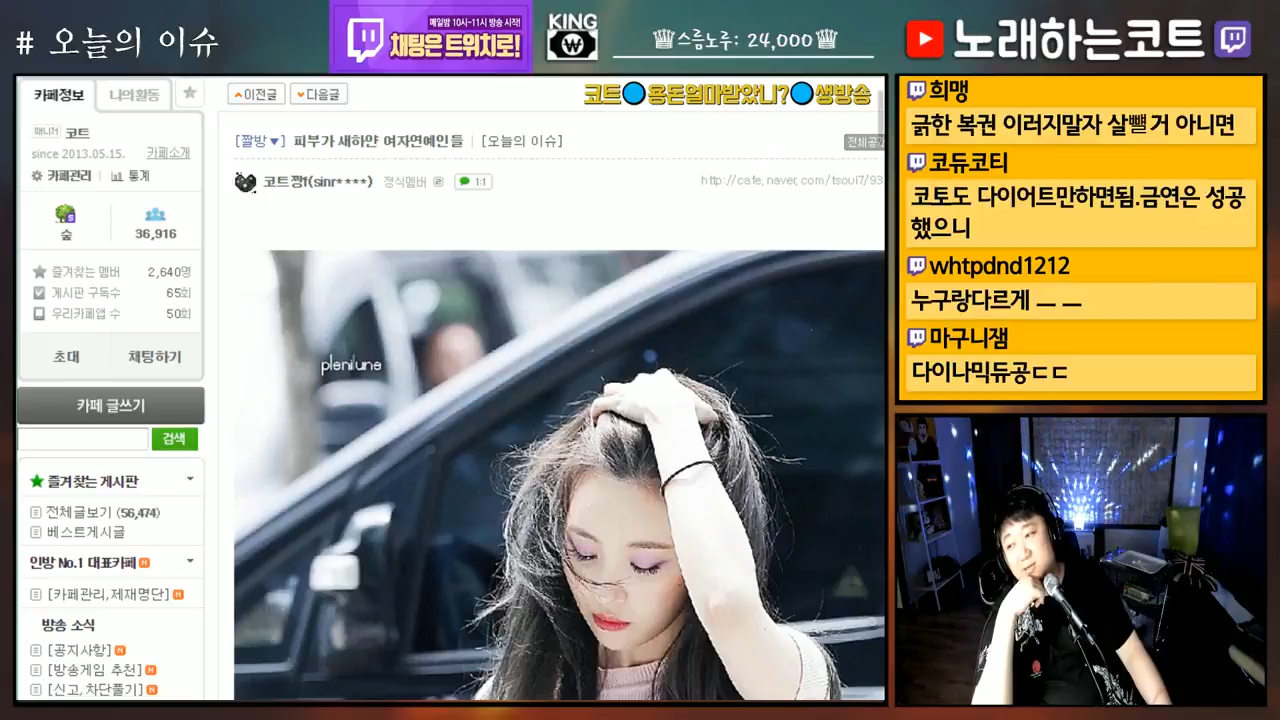 # 오늘의 이슈
매일밤 10시~11시 방송 시작!
채팅은 트위치로!
KING
W
스름노루: 24,000
노래하는코트
카페정보
나의활동
이전글
다음글
코트🔵용돈얼마받았니?🔵생방송
매니저 코트
since 2013.05.15.
카페소개
카페관리
통계
숲
36,916
즐겨찾는 멤버 2,640명
게시판 구독수 65회
우리카페앱 수 50회
초대
채팅하기
카페 글쓰기
검색
즐겨찾는 게시판
전체글보기 (56,474)
베스트게시글
인방 No.1 대표카페 N
[카페관리,제재명단] N
방송 소식
[공지사항] N
[방송게임 추천] N
[신고,차단풀기] N
[짤방▼] 피부가 새하얀 여자연예인들 | [오늘의 이슈]
전체공개
코트짱f(sinr****) 정식멤버
1:1
http://cafe.naver.com/tsoul7/93
plenilune
희맹
긁한 복권 이러지말자 살뺄거 아니면
코듀코티
코토도 다이어트만하면됨.금연은 성공
했으니
whtpdnd1212
누구랑다르게 ㅡ ㅡ
마구니잼
다이나믹듀공ㄷㄷ